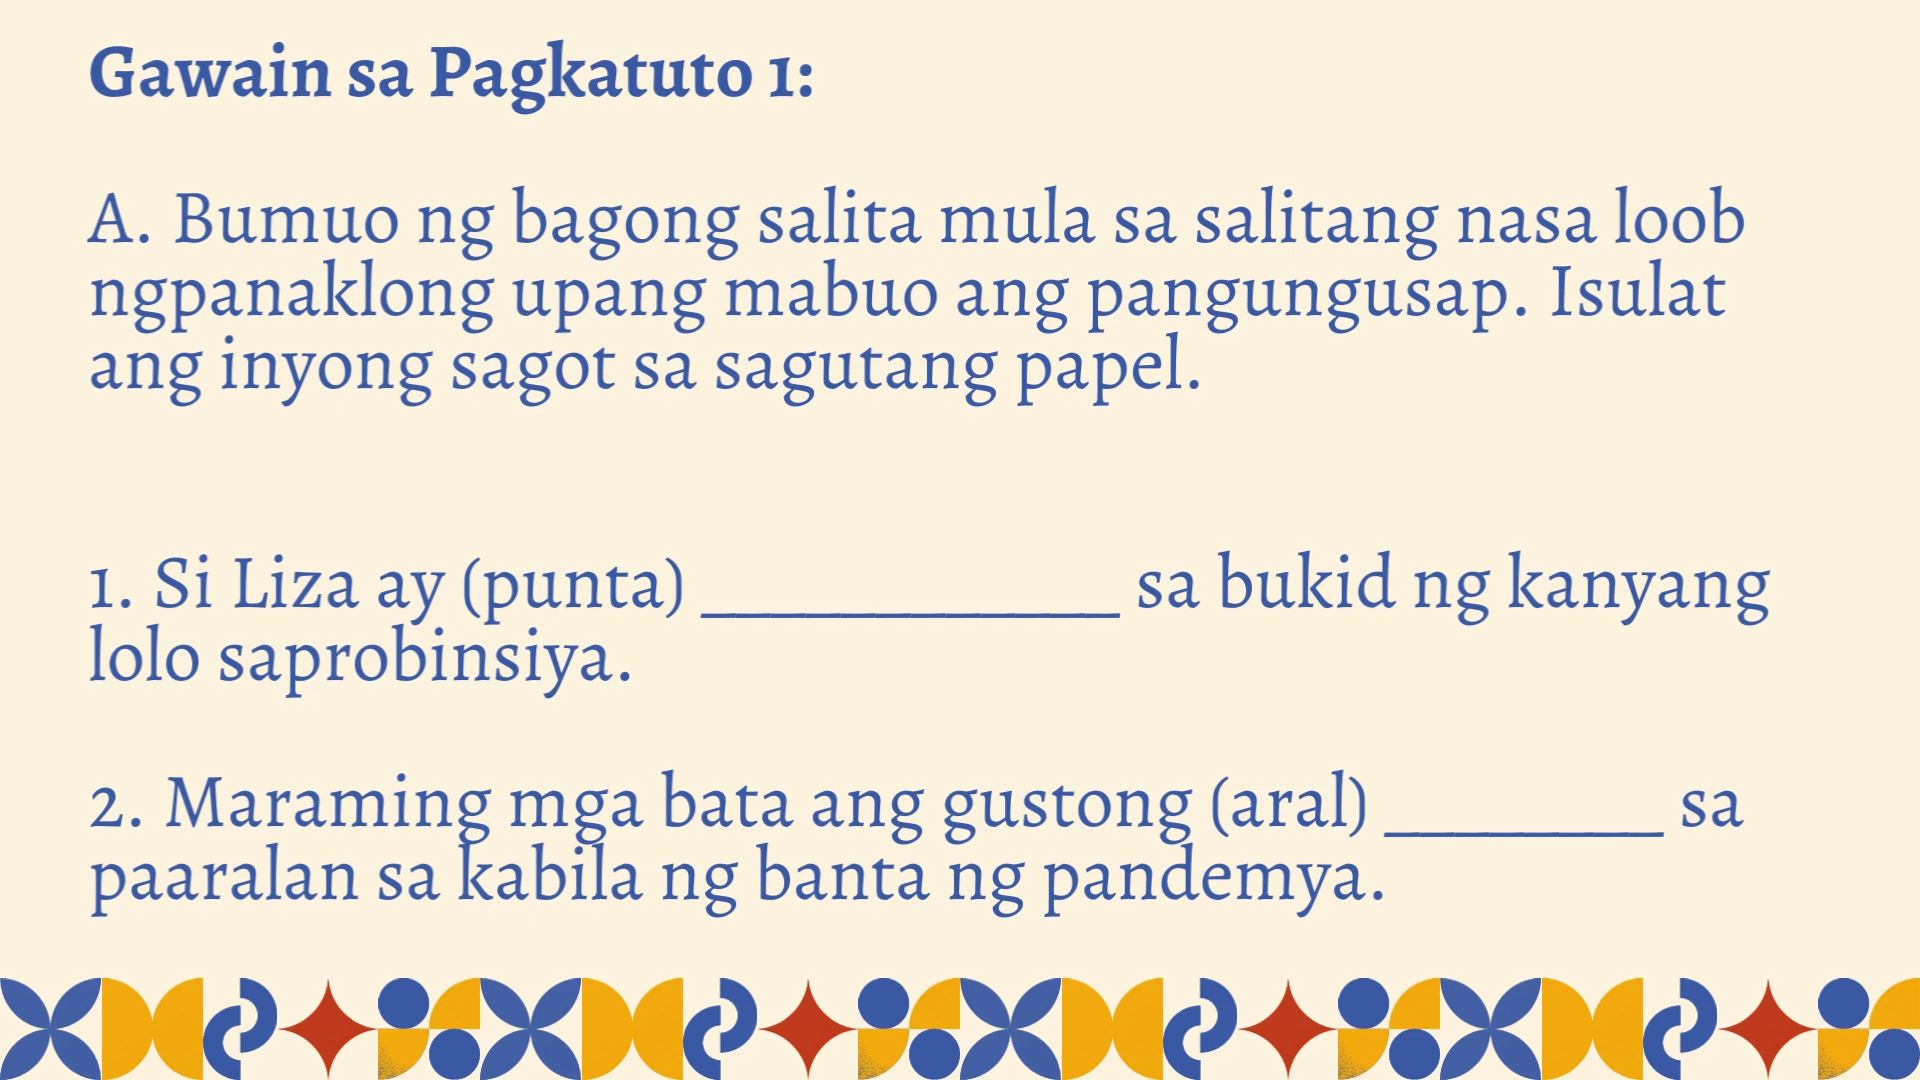 Gawain sa Pagkatuto 1:
A. Bumuo ng bagong salita mula sa salitang nasa loob
ngpanaklong upang mabuo ang pangungusap. Isulat
ang inyong sagot sa sagutang papel.
1. Si Liza ay (punta) ____________ sa bukid ng kanyang
lolo saprobinsiya.
2. Maraming mga bata ang gustong (aral) ________ sa
paaralan sa kabila ng banta ng pandemya.